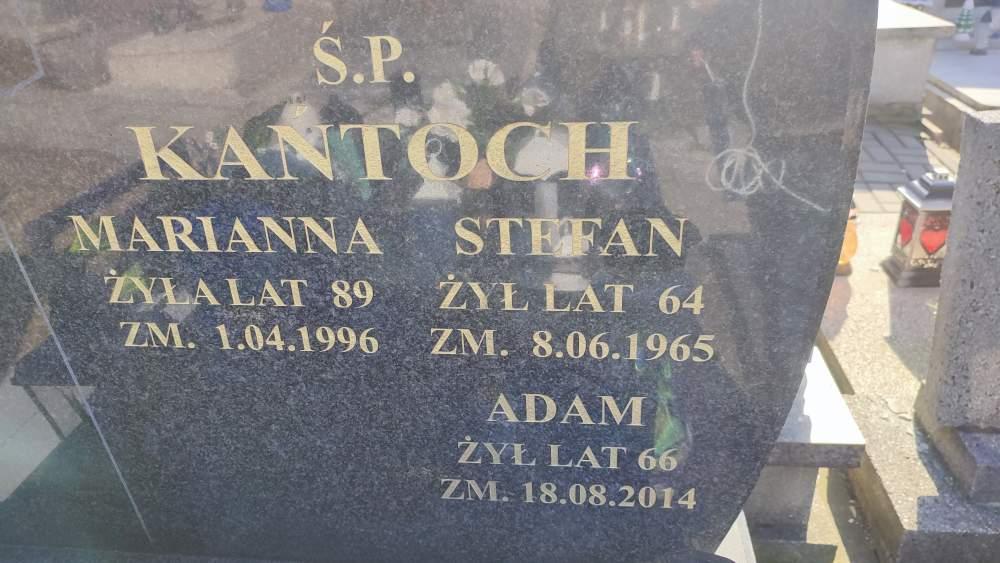 Ś.P.
KAŃTOCH
MARIANNA STEFAN
ŻYŁA LAT 89 ŻYŁ LAT 64
ZM. 1.04.1996 ZM. 8.06.1965
ADAM
ŻYŁ LAT 66
ZM. 18.08.2014